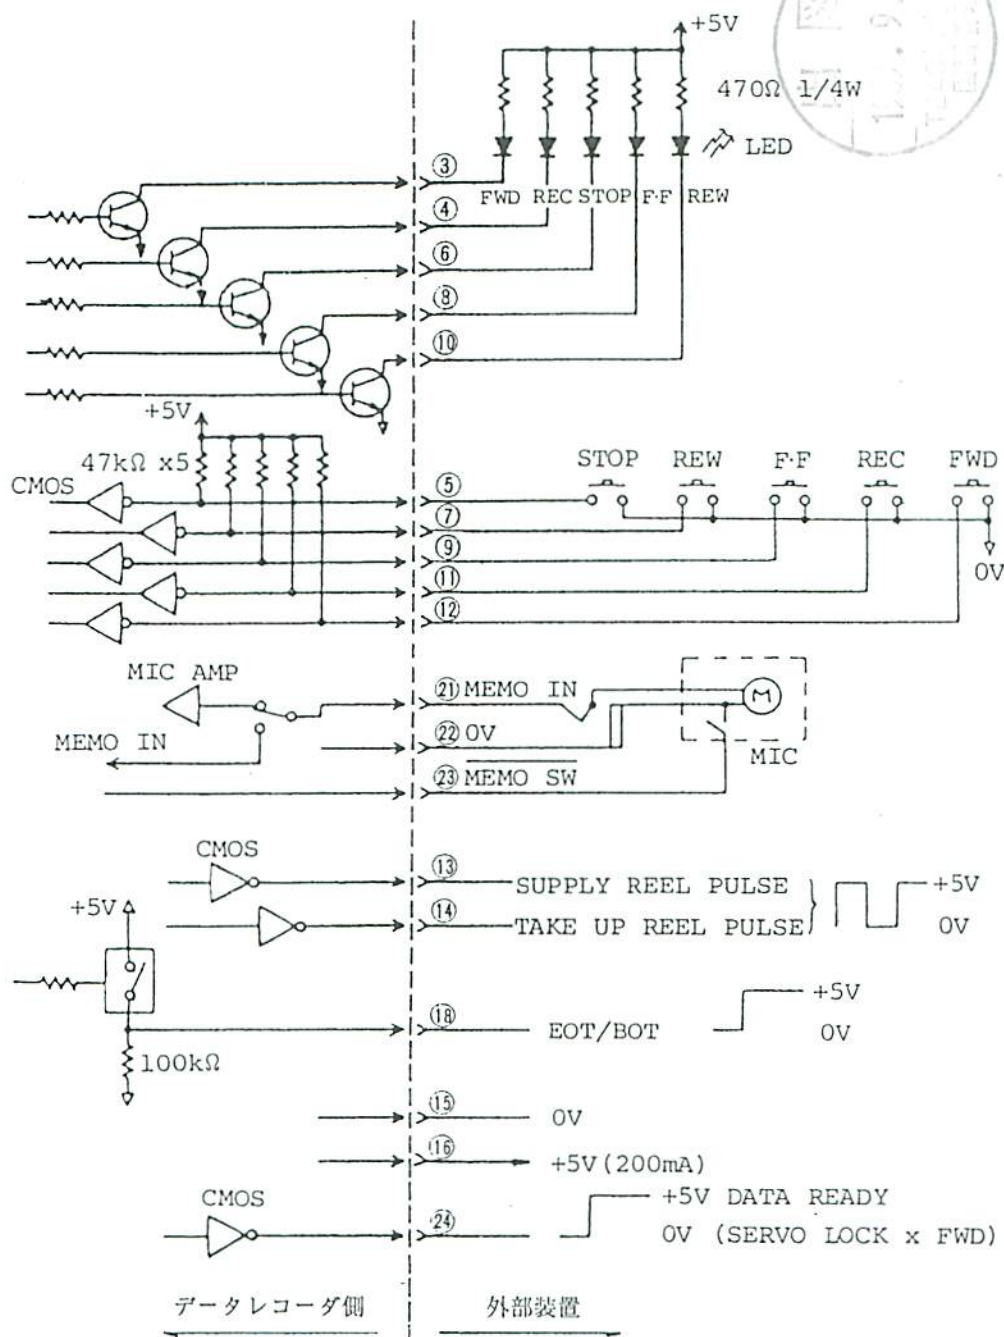 +5V
470Ω 1/4W
LED
③
FWD REC STOP F·F REW
④
⑥
⑧
⑩
+5V
47kΩ x5
CMOS
STOP REW F·F REC FWD
⑤
⑦
⑨
⑪
⑫
0V
MIC AMP
㉑ MEMO IN
M
MEMO IN
㉒ 0V
MIC
㉓ MEMO SW
CMOS
⑬ SUPPLY REEL PULSE
+5V
⑭ TAKE UP REEL PULSE
0V
+5V
⑱ EOT/BOT
+5V
0V
100kΩ
⑮ 0V
⑯ +5V(200mA)
CMOS
㉔
+5V DATA READY
0V (SERVO LOCK x FWD)
データレコーダ側 外部装置